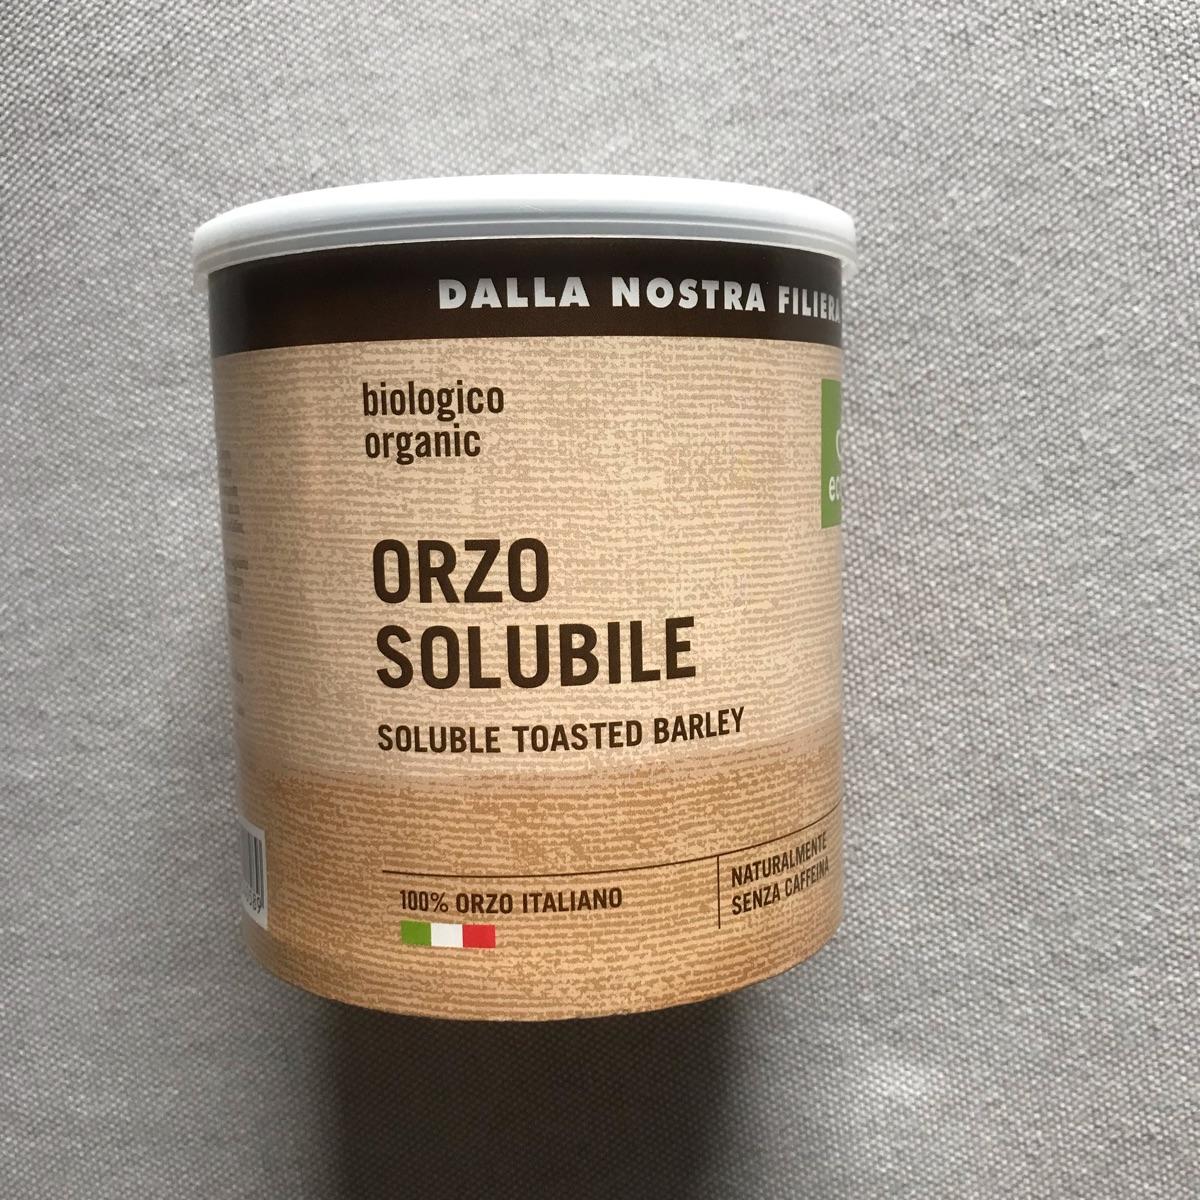 DALLA NOSTRA FILIERA
biologico
organic
ORZO
SOLUBILE
SOLUBLE TOASTED BARLEY
100% ORZO ITALIANO
NATURALMENTE
SENZA CAFFEINA